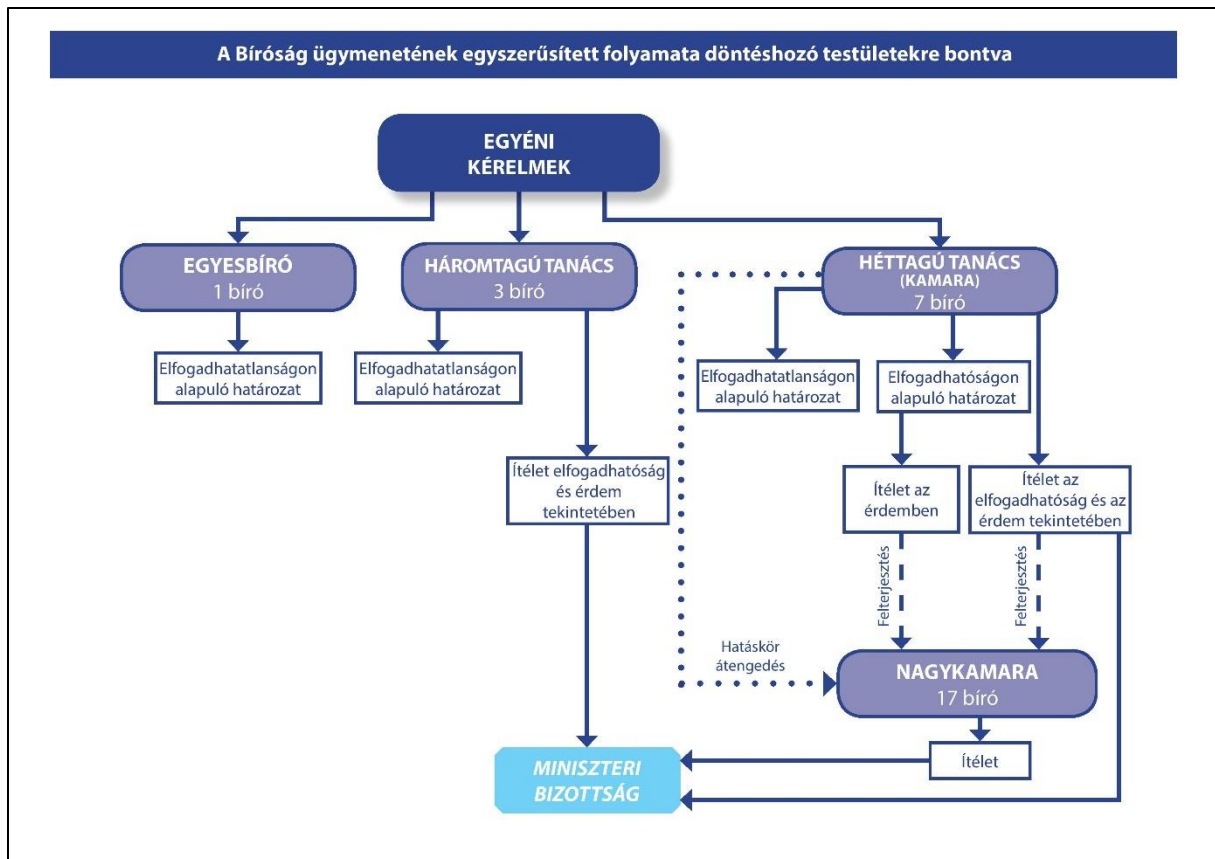 A Bíróság ügymenetének egyszerűsített folyamata döntéshozó testületekre bontva
EGYÉNI
KÉRELMEK
EGYESBÍRÓ
1 bíró
HÁROMTAGÚ TANÁCS
3 bíró
HÉTTAGÚ TANÁCS
(KAMARA)
7 bíró
Elfogadhatatlanságon
alapuló határozat
Elfogadhatatlanságon
alapuló határozat
Elfogadhatatlanságon
alapuló határozat
Elfogadhatóságon
alapuló határozat
Ítélet elfogadhatóság
és érdem
tekintetében
Ítélet az
érdemben
Ítélet az
elfogadhatóság és az
érdem tekintetében
Felterjesztés
Felterjesztés
Hatáskör
átengedés
NAGYKAMARA
17 bíró
Ítélet
MINISZTERI
BIZOTTSÁG